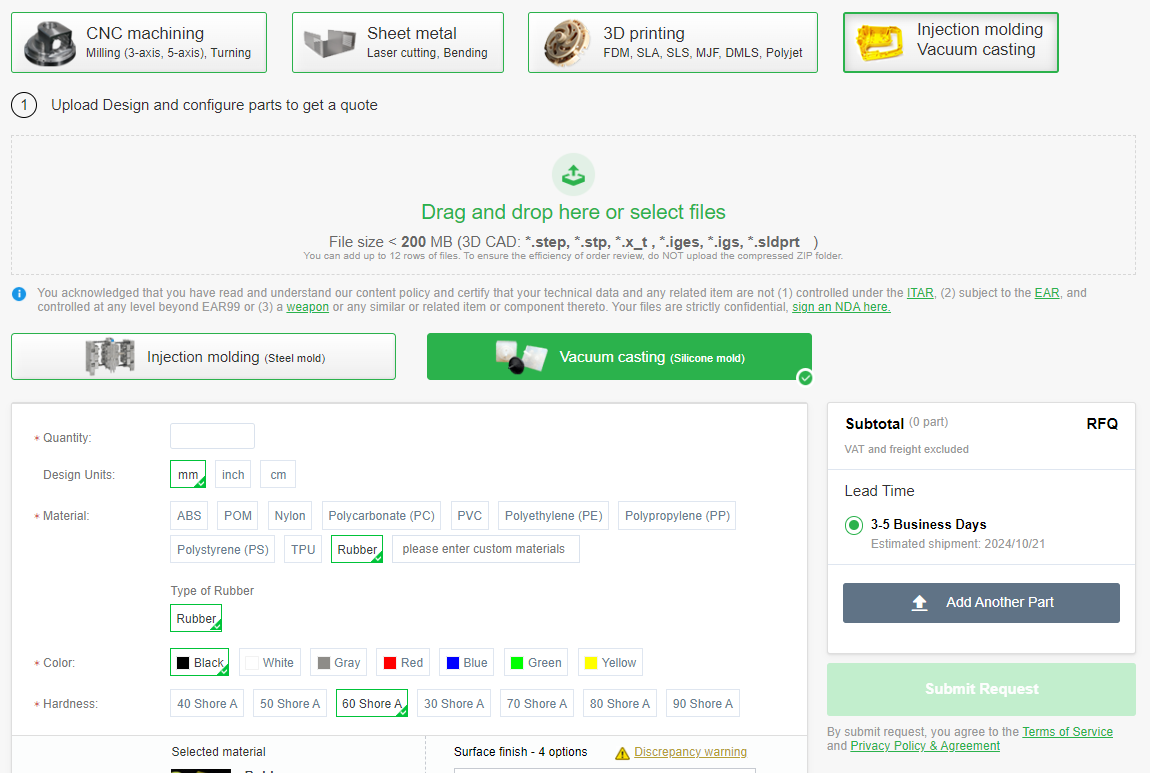 CNC machining
Milling (3-axis, 5-axis), Turning
Sheet metal
Laser cutting, Bending
3D printing
FDM, SLA, SLS, MJF, DMLS, Polyjet
Injection molding
Vacuum casting
1 Upload Design and configure parts to get a quote
Drag and drop here or select files
File size < 200 MB (3D CAD: *.step, *.stp, *.x_t , *.iges, *.igs, *.sldprt )
You can add up to 12 rows of files. To ensure the efficiency of order review, do NOT upload the compressed ZIP folder.
You acknowledged that you have read and understand our content policy and certify that your technical data and any related item are not (1) controlled under the ITAR, (2) subject to the EAR, and
controlled at any level beyond EAR99 or (3) a weapon or any similar or related item or component thereto. Your files are strictly confidential, sign an NDA here.
Injection molding (Steel mold)
Vacuum casting (Silicone mold)
* Quantity:
Design Units: mm inch cm
* Material: ABS POM Nylon Polycarbonate (PC) PVC Polyethylene (PE) Polypropylene (PP)
Polystyrene (PS) TPU Rubber please enter custom materials
Type of Rubber
Rubber
* Color: Black White Gray Red Blue Green Yellow
* Hardness: 40 Shore A 50 Shore A 60 Shore A 30 Shore A 70 Shore A 80 Shore A 90 Shore A
Selected material
Surface finish - 4 options Discrepancy warning
Subtotal (0 part) RFQ
VAT and freight excluded
Lead Time
3-5 Business Days
Estimated shipment: 2024/10/21
Add Another Part
Submit Request
By submit request, you agree to the Terms of Service
and Privacy Policy & Agreement